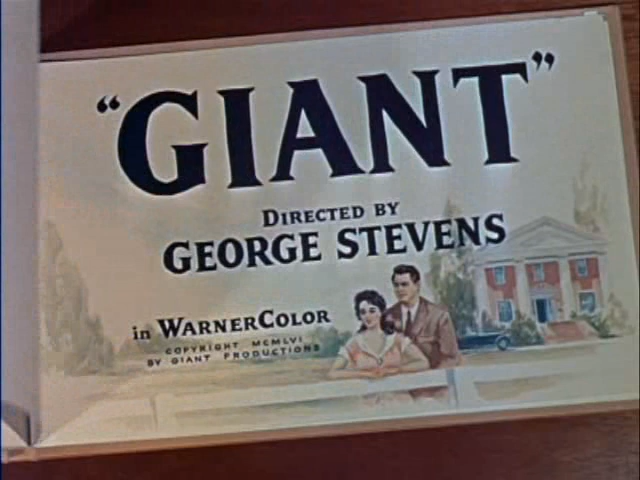 "GIANT"
DIRECTED BY
GEORGE STEVENS
in WARNERCOLOR
COPYRIGHT MCMLVI
BY GIANT PRODUCTIONS